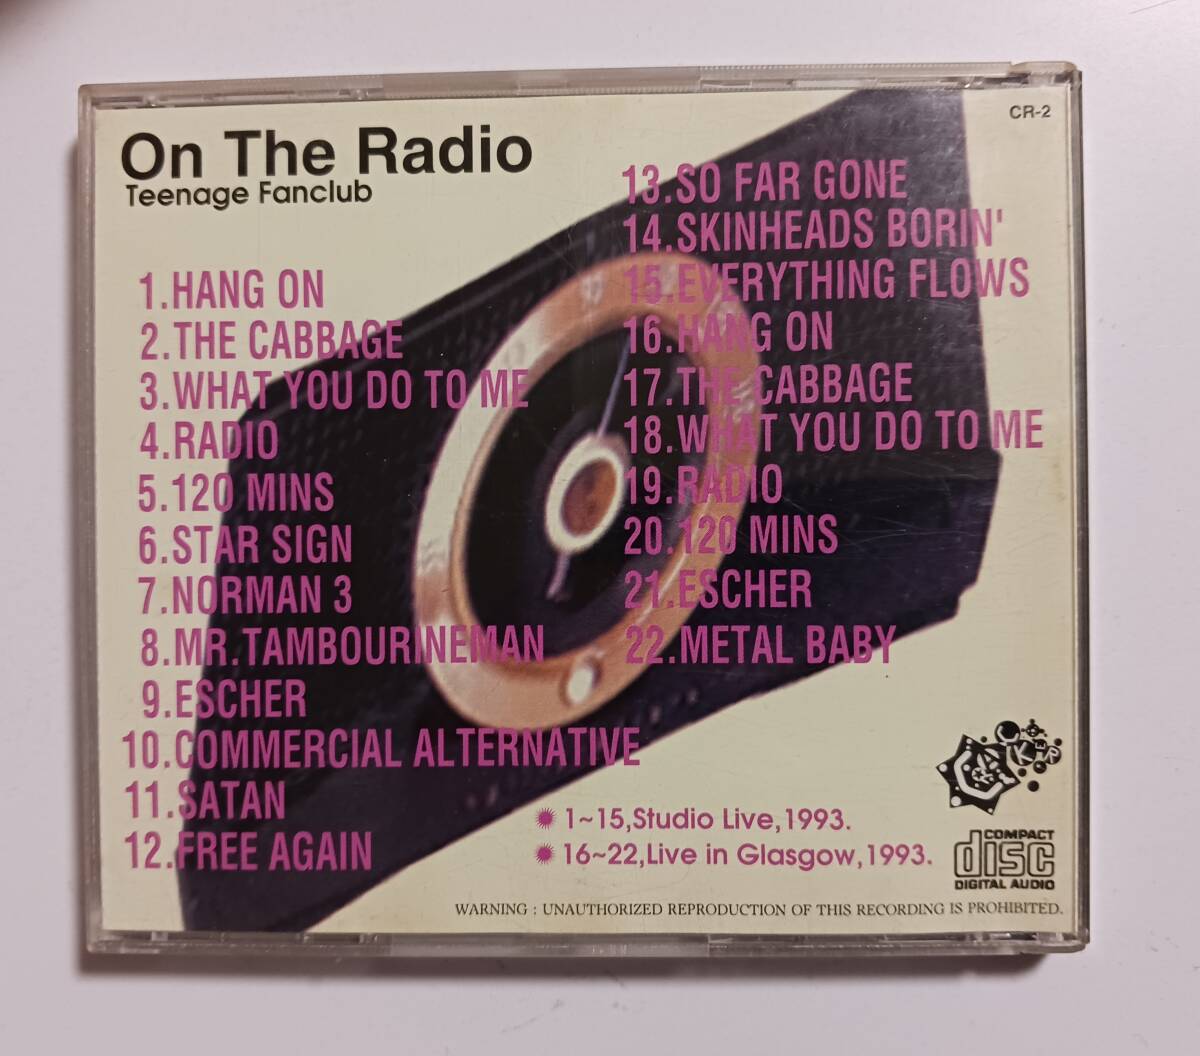 On The Radio
Teenage Fanclub
1.HANG ON
2.THE CABBAGE
3.WHAT YOU DO TO ME
4.RADIO
5.120 MINS
6.STAR SIGN
7.NORMAN 3
8.MR.TAMBOURINEMAN
9.ESCHER
10.COMMERCIAL ALTERNATIVE
11.SATAN
12.FREE AGAIN
CR-2
13.SO FAR GONE
14.SKINHEADS BORIN'
15.EVERYTHING FLOWS
16.HANG ON
17.THE CABBAGE
18.WHAT YOU DO TO ME
19.RADIO
20.120 MINS
21.ESCHER
22.METAL BABY
1~15,Studio Live,1993.
16~22,Live in Glasgow,1993.
COMPACT
disc
DIGITAL AUDIO
WARNING : UNAUTHORIZED REPRODUCTION OF THIS RECORDING IS PROHIBITED.